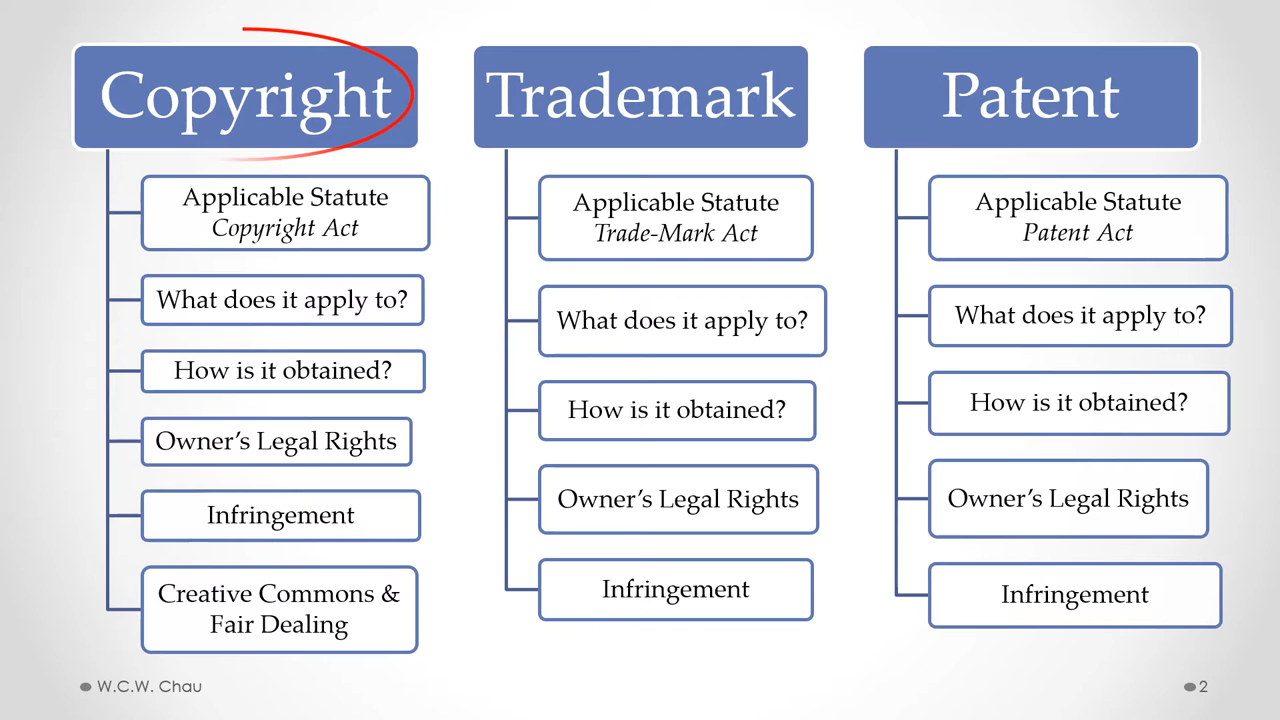 Copyright
Applicable Statute
Copyright Act
What does it apply to?
How is it obtained?
Owner’s Legal Rights
Infringement
Creative Commons &
Fair Dealing
Trademark
Applicable Statute
Trade-Mark Act
What does it apply to?
How is it obtained?
Owner’s Legal Rights
Infringement
Patent
Applicable Statute
Patent Act
What does it apply to?
How is it obtained?
Owner’s Legal Rights
Infringement
W.C.W. Chau
2